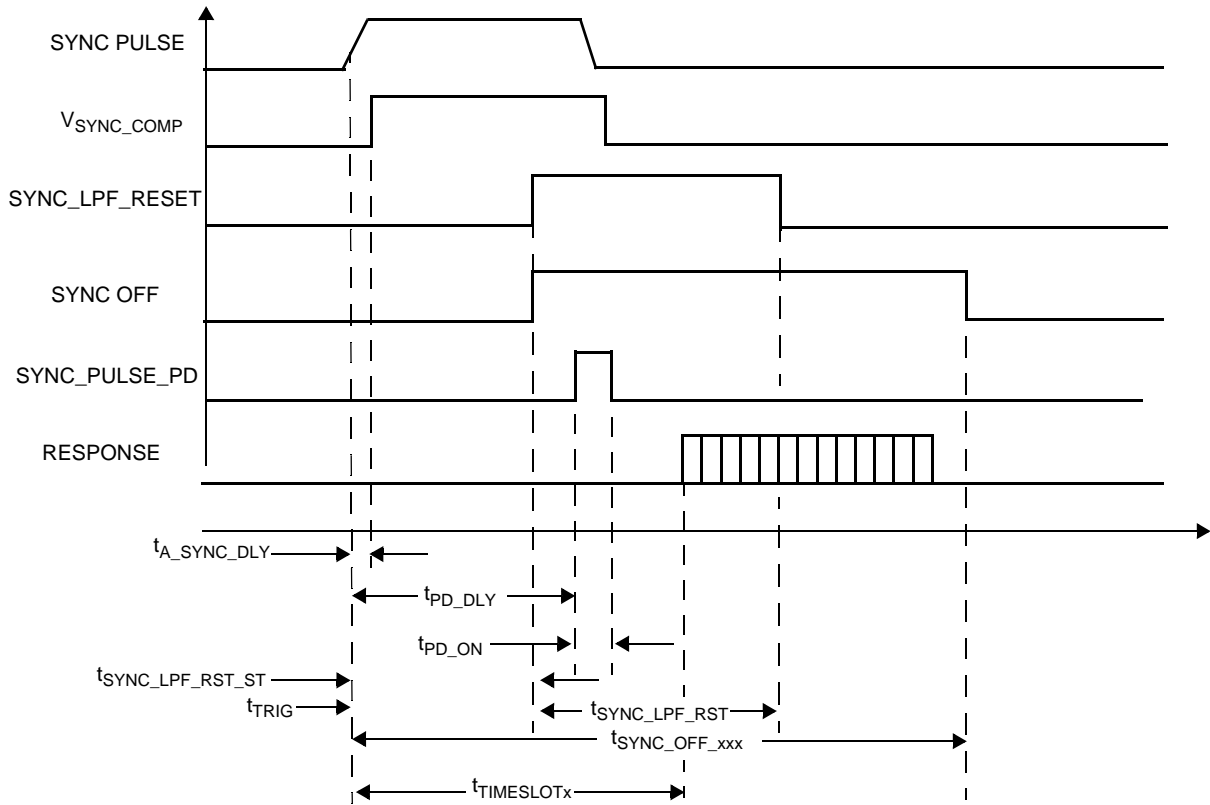 SYNC PULSE
VSYNC_COMP
SYNC_LPF_RESET
SYNC OFF
SYNC_PULSE_PD
RESPONSE
tA_SYNC_DLY
tPD_DLY
tPD_ON
tSYNC_LPF_RST_ST
tTRIG
tSYNC_LPF_RST
tSYNC_OFF_xxx
tTIMESLOTx